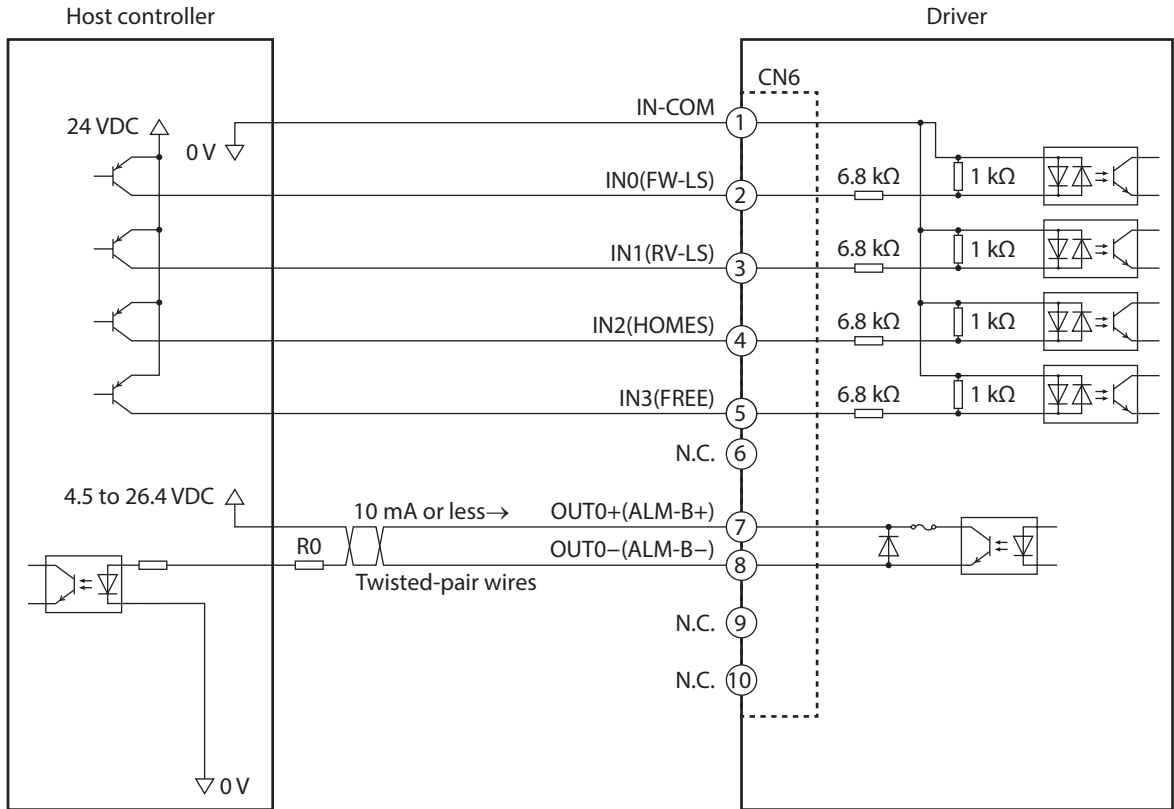 Host controller
Driver
CN6
IN-COM
1
24 VDC
0 V
IN0(FW-LS)
2
6.8 kΩ
1 kΩ
IN1(RV-LS)
3
6.8 kΩ
1 kΩ
IN2(HOMES)
4
6.8 kΩ
1 kΩ
IN3(FREE)
5
6.8 kΩ
1 kΩ
N.C.
6
4.5 to 26.4 VDC
10 mA or less→
OUT0+(ALM-B+)
7
R0
OUT0−(ALM-B−)
8
Twisted-pair wires
N.C.
9
N.C.
10
0 V